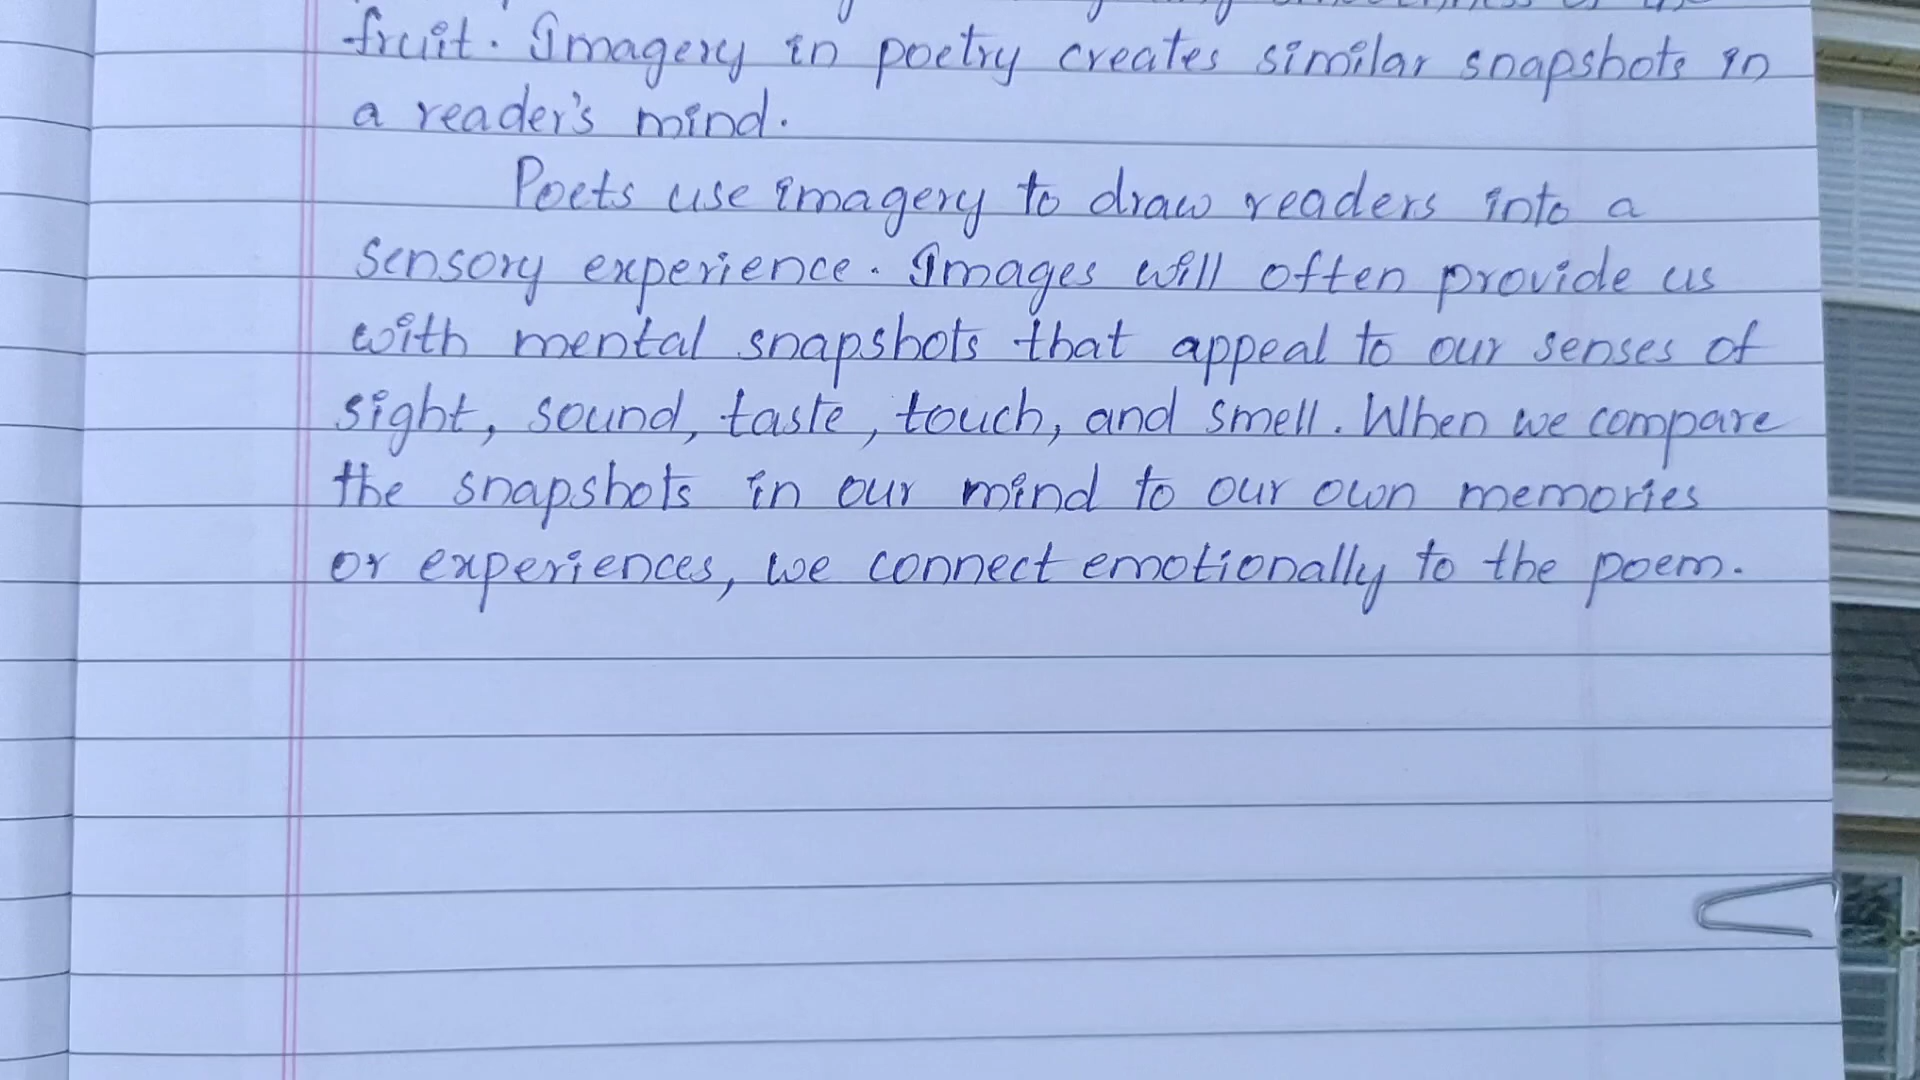 fruit. Imagery in poetry creates similar snapshots in
a reader's mind.
Poets use imagery to draw readers into a
sensory experience. Images will often provide us
with mental snapshots that appeal to our senses of
sight, sound, taste, touch, and smell. When we compare
the snapshots in our mind to our own memories
or experiences, we connect emotionally to the poem.